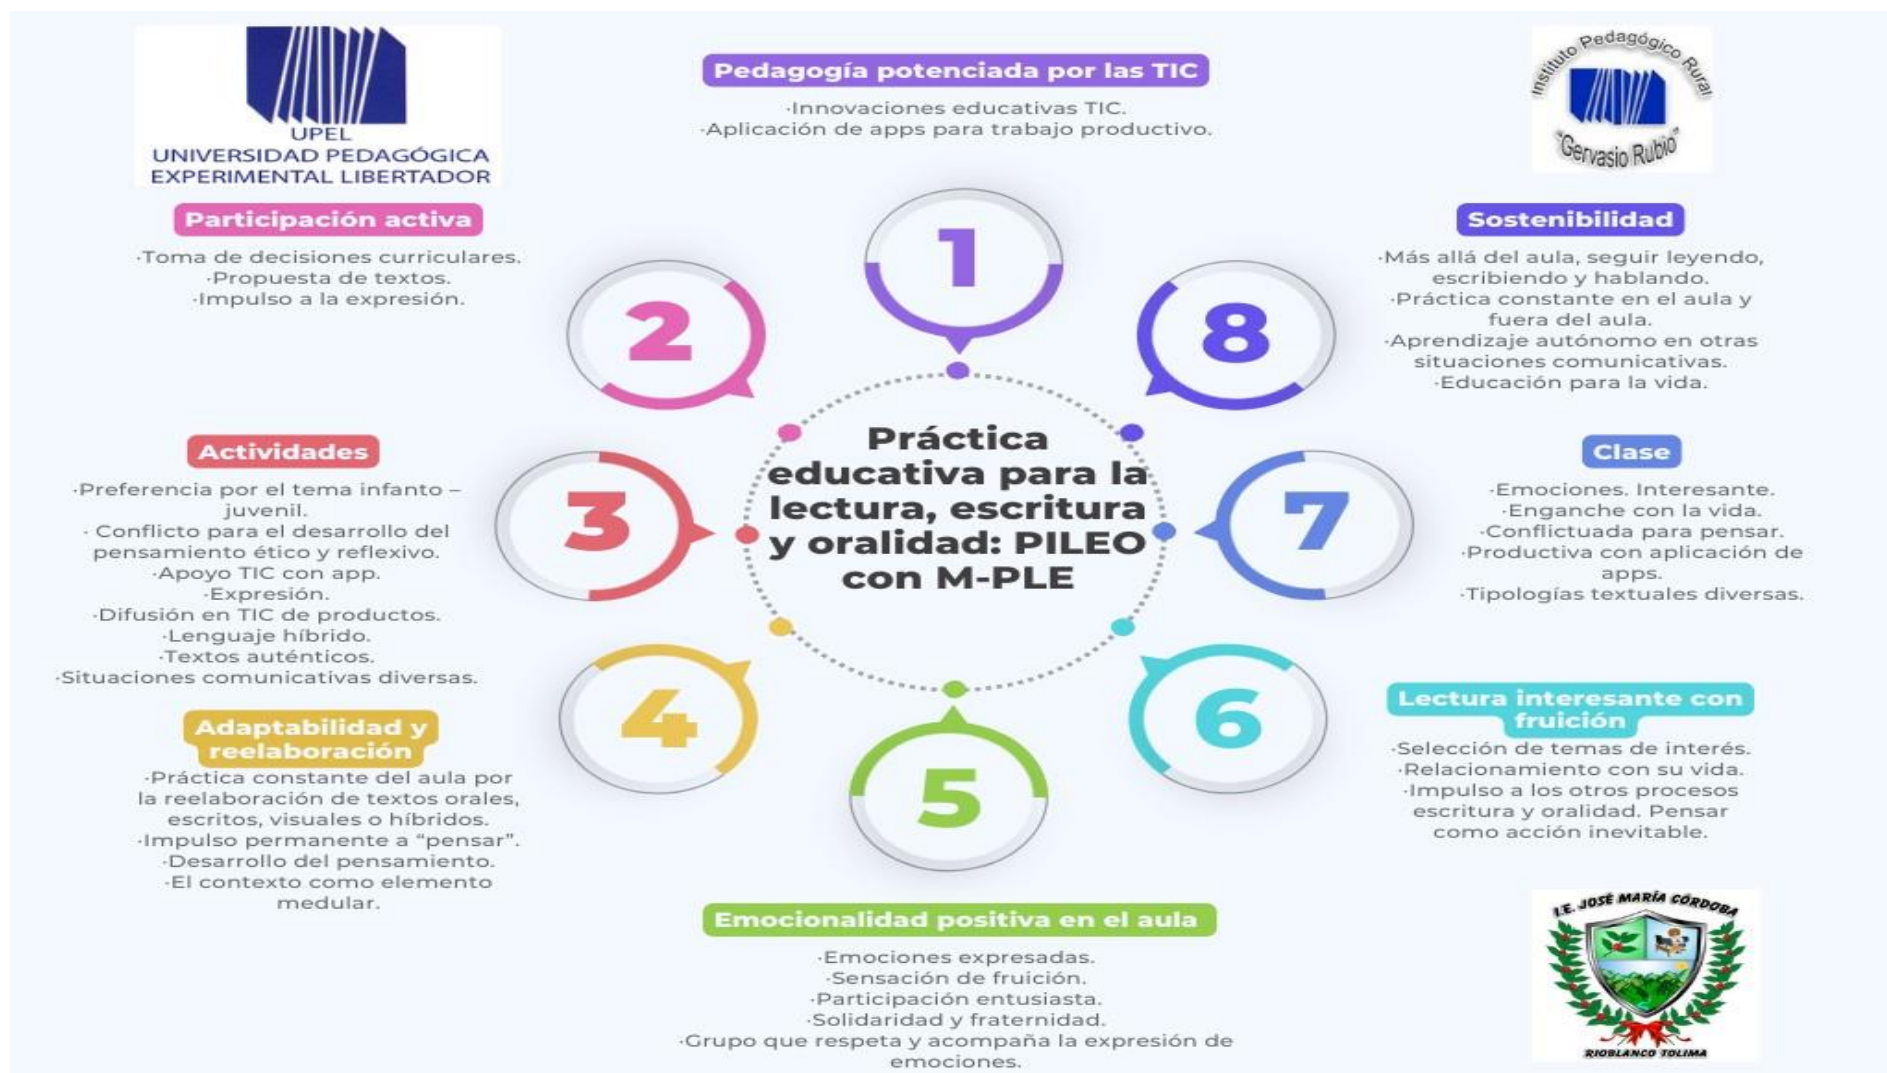 UPEL
UNIVERSIDAD PEDAGÓGICA
EXPERIMENTAL LIBERTADOR
Instituto Pedagógico Rural
"Gervasio Rubio"
Práctica
educativa para la
lectura, escritura
y oralidad: PILEO
con M-PLE
1
Pedagogía potenciada por las TIC
·Innovaciones educativas TIC.
·Aplicación de apps para trabajo productivo.
2
Participación activa
·Toma de decisiones curriculares.
·Propuesta de textos.
·Impulso a la expresión.
3
Actividades
·Preferencia por el tema infanto –
juvenil.
· Conflicto para el desarrollo del
pensamiento ético y reflexivo.
·Apoyo TIC con app.
·Expresión.
·Difusión en TIC de productos.
·Lenguaje híbrido.
·Textos auténticos.
·Situaciones comunicativas diversas.
4
Adaptabilidad y
reelaboración
·Práctica constante del aula por
la reelaboración de textos orales,
escritos, visuales o híbridos.
·Impulso permanente a “pensar”.
·Desarrollo del pensamiento.
·El contexto como elemento
medular.
5
Emocionalidad positiva en el aula
·Emociones expresadas.
·Sensación de fruición.
·Participación entusiasta.
·Solidaridad y fraternidad.
·Grupo que respeta y acompaña la expresión de
emociones.
6
Lectura interesante con
fruición
·Selección de temas de interés.
·Relacionamiento con su vida.
·Impulso a los otros procesos
escritura y oralidad. Pensar
como acción inevitable.
7
Clase
·Emociones. Interesante.
·Enganche con la vida.
·Conflictuada para pensar.
·Productiva con aplicación de
apps.
·Tipologías textuales diversas.
8
Sostenibilidad
·Más allá del aula, seguir leyendo,
escribiendo y hablando.
·Práctica constante en el aula y
fuera del aula.
·Aprendizaje autónomo en otras
situaciones comunicativas.
·Educación para la vida.
I.E. JOSÉ MARÍA CÓRDOBA
RIOBLANCO TOLIMA